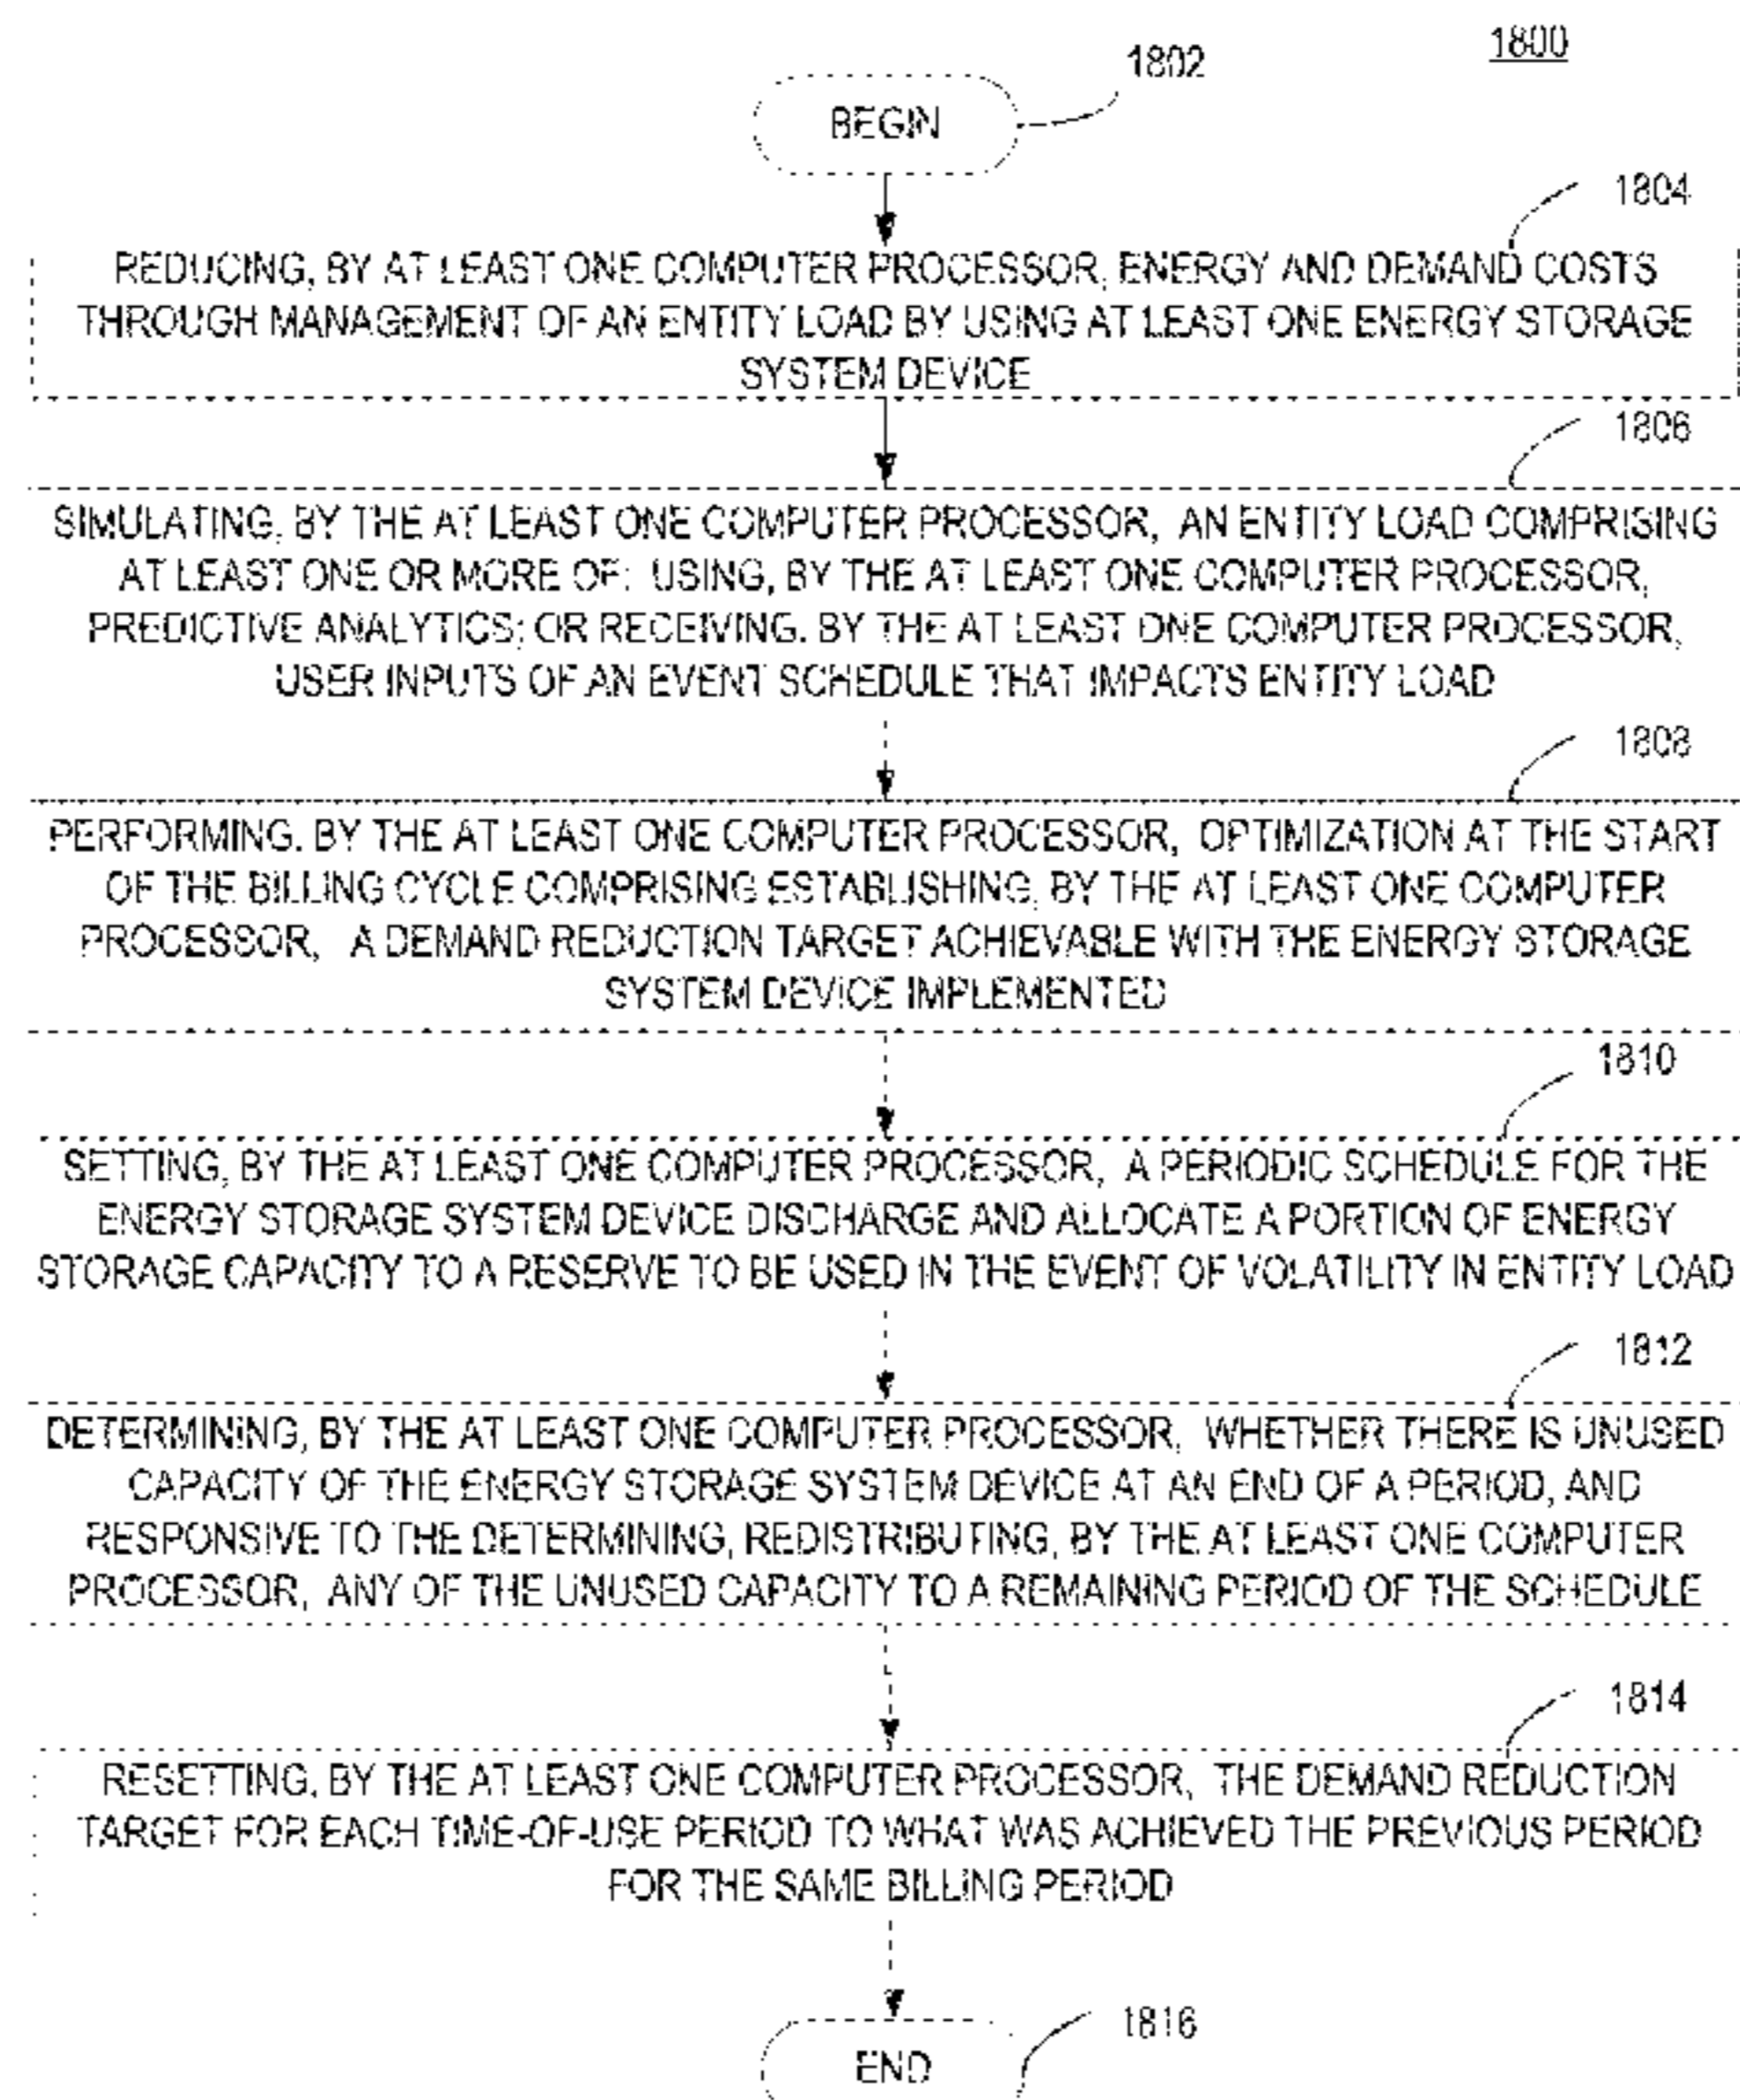 1800
1802
BEGIN
1804
REDUCING, BY AT LEAST ONE COMPUTER PROCESSOR, ENERGY AND DEMAND COSTS
THROUGH MANAGEMENT OF AN ENTITY LOAD BY USING AT LEAST ONE ENERGY STORAGE
SYSTEM DEVICE
1806
SIMULATING, BY THE AT LEAST ONE COMPUTER PROCESSOR, AN ENTITY LOAD COMPRISING
AT LEAST ONE OR MORE OF: USING, BY THE AT LEAST ONE COMPUTER PROCESSOR,
PREDICTIVE ANALYTICS; OR RECEIVING, BY THE AT LEAST ONE COMPUTER PROCESSOR,
USER INPUTS OF AN EVENT SCHEDULE THAT IMPACTS ENTITY LOAD
1808
PERFORMING, BY THE AT LEAST ONE COMPUTER PROCESSOR, OPTIMIZATION AT THE START
OF THE BILLING CYCLE COMPRISING ESTABLISHING, BY THE AT LEAST ONE COMPUTER
PROCESSOR, A DEMAND REDUCTION TARGET ACHIEVABLE WITH THE ENERGY STORAGE
SYSTEM DEVICE IMPLEMENTED
1810
SETTING, BY THE AT LEAST ONE COMPUTER PROCESSOR, A PERIODIC SCHEDULE FOR THE
ENERGY STORAGE SYSTEM DEVICE DISCHARGE AND ALLOCATE A PORTION OF ENERGY
STORAGE CAPACITY TO A RESERVE TO BE USED IN THE EVENT OF VOLATILITY IN ENTITY LOAD
1812
DETERMINING, BY THE AT LEAST ONE COMPUTER PROCESSOR, WHETHER THERE IS UNUSED
CAPACITY OF THE ENERGY STORAGE SYSTEM DEVICE AT AN END OF A PERIOD, AND
RESPONSIVE TO THE DETERMINING, REDISTRIBUTING, BY THE AT LEAST ONE COMPUTER
PROCESSOR, ANY OF THE UNUSED CAPACITY TO A REMAINING PERIOD OF THE SCHEDULE
1814
RESETTING, BY THE AT LEAST ONE COMPUTER PROCESSOR, THE DEMAND REDUCTION
TARGET FOR EACH TIME-OF-USE PERIOD TO WHAT WAS ACHIEVED THE PREVIOUS PERIOD
FOR THE SAME BILLING PERIOD
1816
END